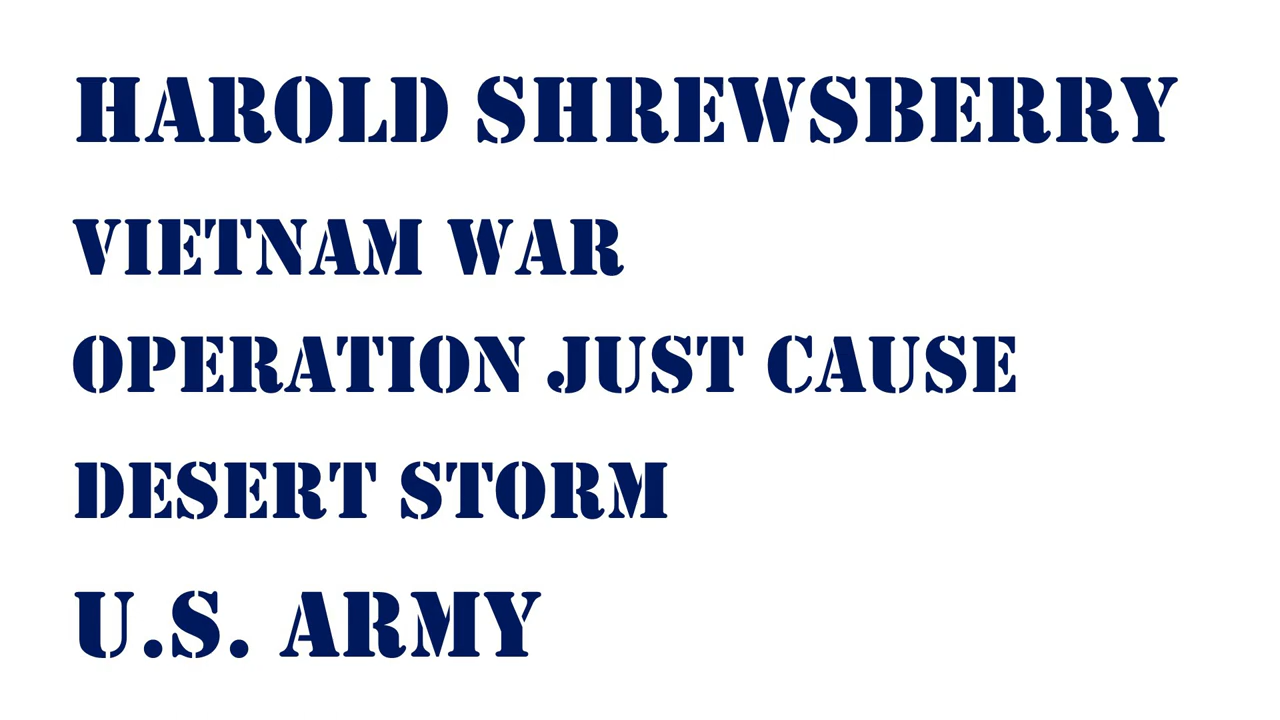 HAROLD SHREWSBERRY
VIETNAM WAR
OPERATION JUST CAUSE
DESERT STORM
U.S. ARMY